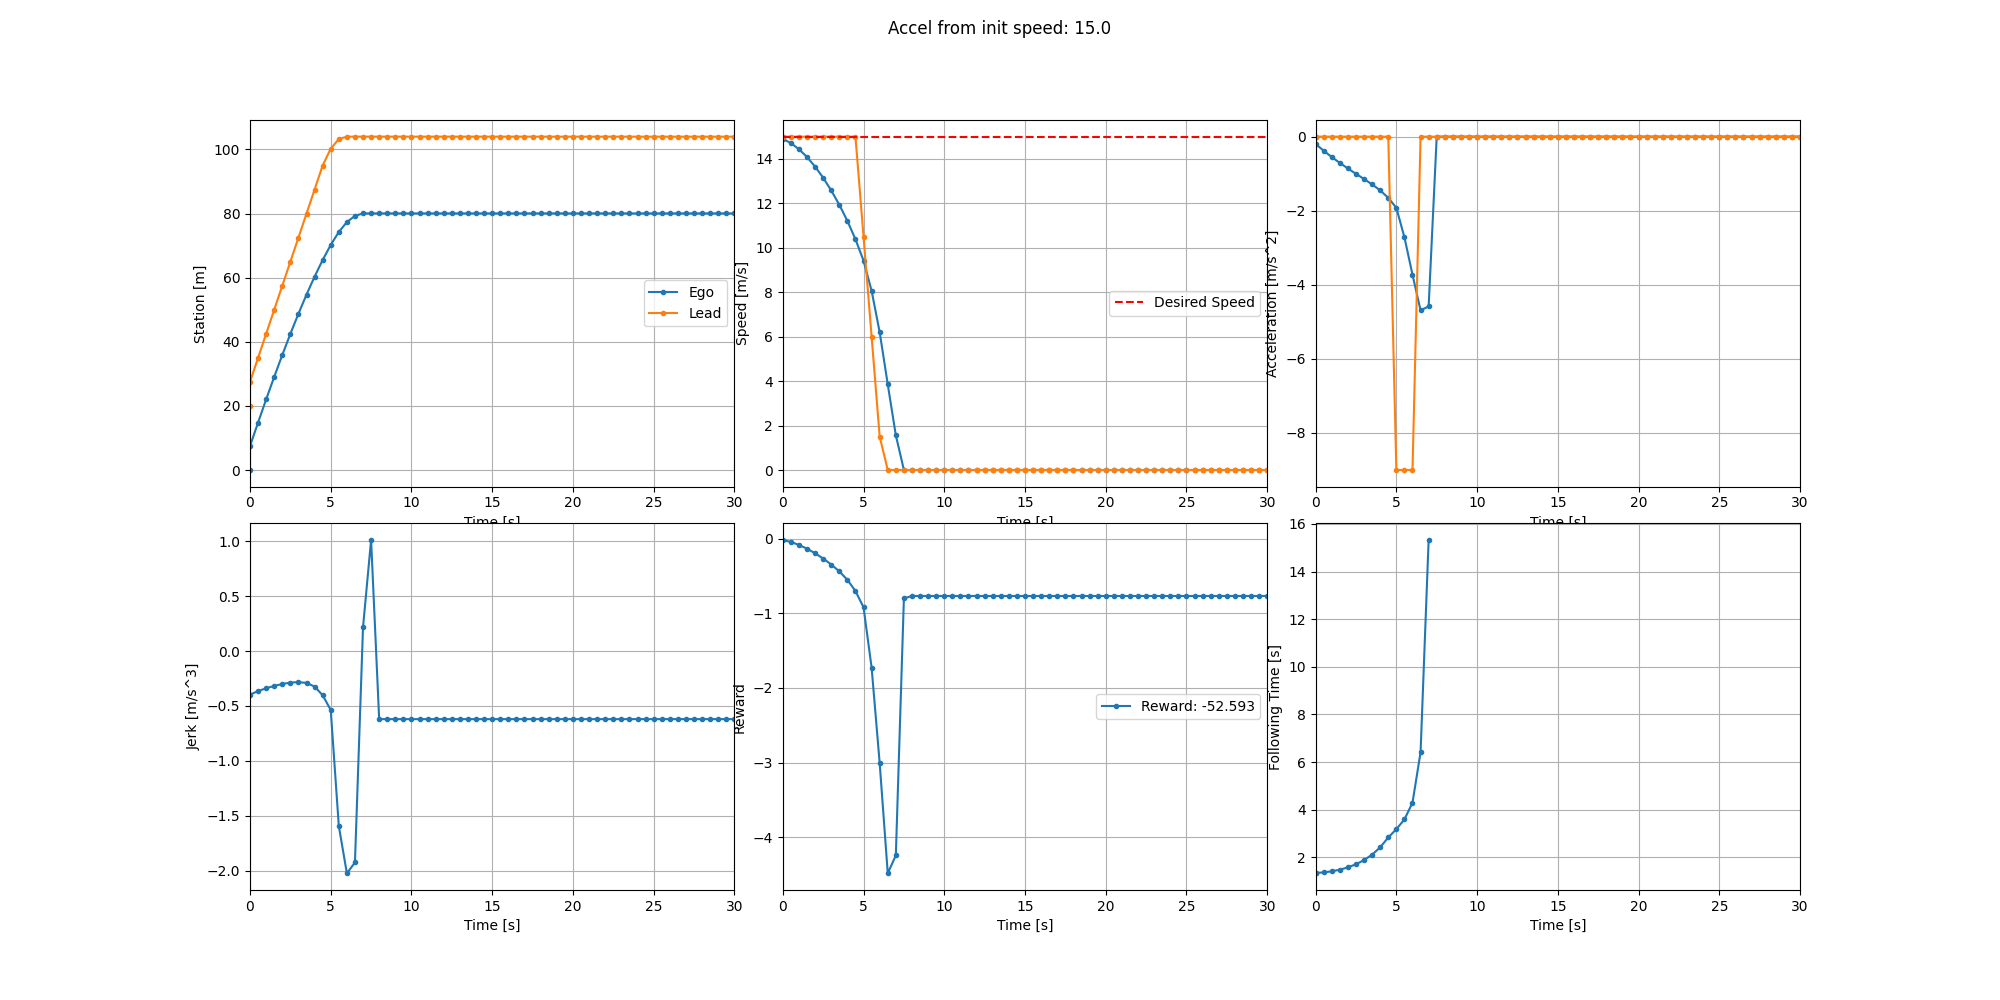 Accel from init speed: 15.0
100
80
60
40
20
0
Station [m]
Ego
Lead
0 5 10 15 20 25 30
Time [s]
14
12
10
8
6
4
2
0
Speed [m/s]
Desired Speed
0 5 10 15 20 25 30
Time [s]
0
−2
−4
−6
−8
Acceleration [m/s^2]
0 5 10 15 20 25 30
Time [s]
1.0
0.5
0.0
−0.5
−1.0
−1.5
−2.0
Jerk [m/s^3]
0 5 10 15 20 25 30
Time [s]
0
−1
−2
−3
−4
Reward
Reward: -52.593
0 5 10 15 20 25 30
Time [s]
16
14
12
10
8
6
4
2
Following Time [s]
0 5 10 15 20 25 30
Time [s]